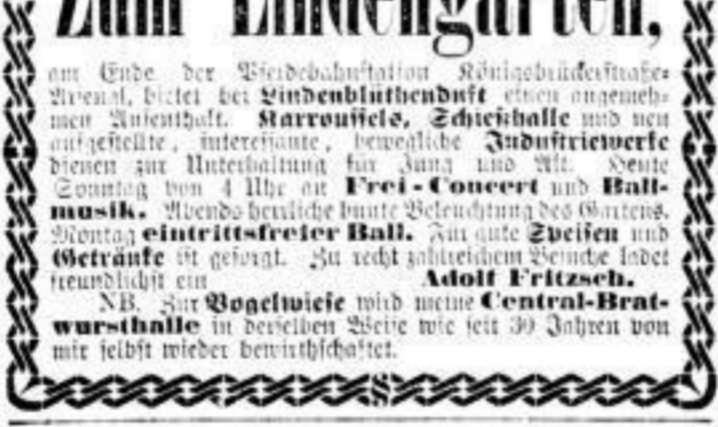 Zum Lindengarten,
am Ende der Pferdebahnstation Königsbrückerstraße-
Arsenal, bietet bei Lindenblüthenduft einen angeneh-
men Aufenthalt. Karroussels, Schießhalle und neu
aufgestellte, interessante, bewegliche Industriewerke
dienen zur Unterhaltung für Jung und Alt. Heute
Sonntag von 4 Uhr an Frei-Concert und Ball-
musik. Abends herrliche bunte Beleuchtung des Gartens.
Montag eintrittsfreier Ball. Für gute Speisen und
Getränke ist gesorgt. Zu recht zahlreichem Besuche ladet
freundlichst ein Adolf Fritzsch.
NB. Zur Vogelwiese wird meine Central-Brat-
wursthalle in derselben Weise wie seit 30 Jahren von
mir selbst wieder bewirthschaftet.